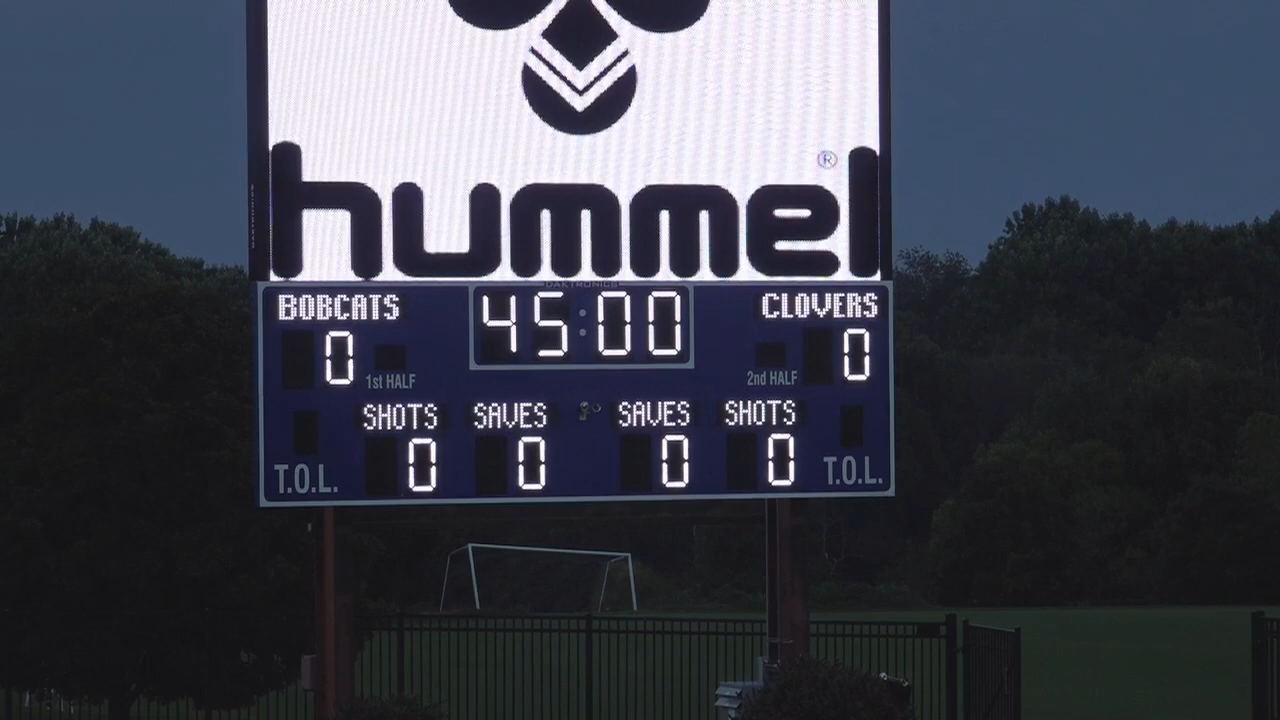 ®
hummel
DAKTRONICS
BOBCATS 45:00 CLOVERS
0 0
1st HALF 2nd HALF
SHOTS SAVES SAVES SHOTS
0 0 0 0
T.O.L. T.O.L.